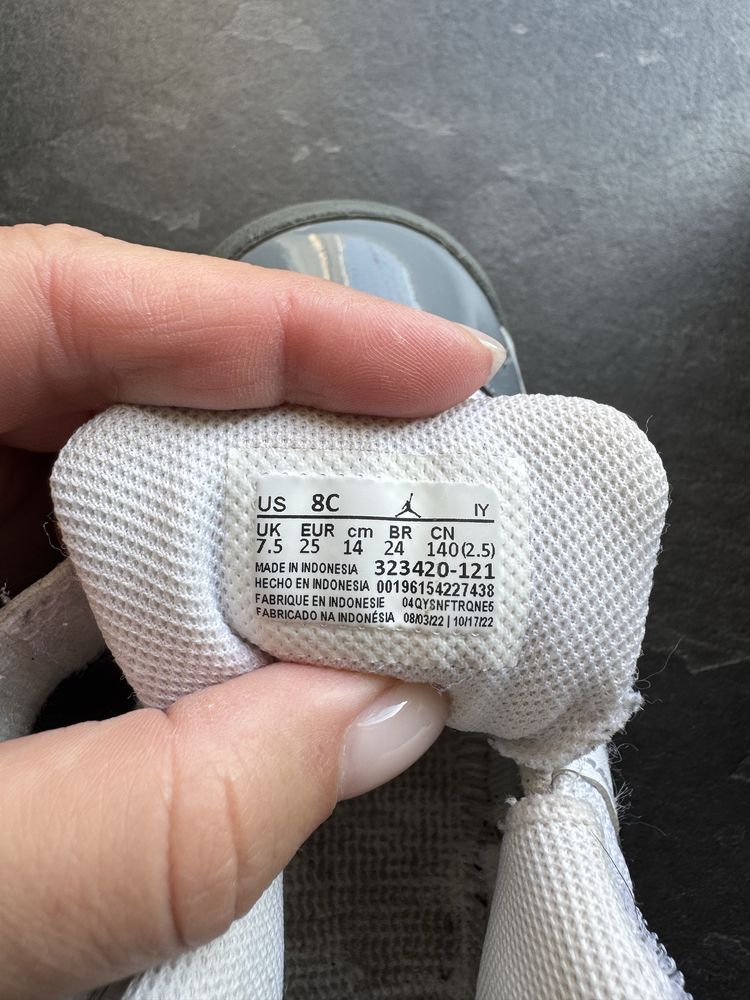 US 8C IY
UK EUR cm BR CN
7.5 25 14 24 140(2.5)
MADE IN INDONESIA 323420-121
HECHO EN INDONESIA 00196154227438
FABRIQUE EN INDONESIE 04QYSNFTRQNE5
FABRICADO NA INDONÉSIA 08/03/22 | 10/17/22